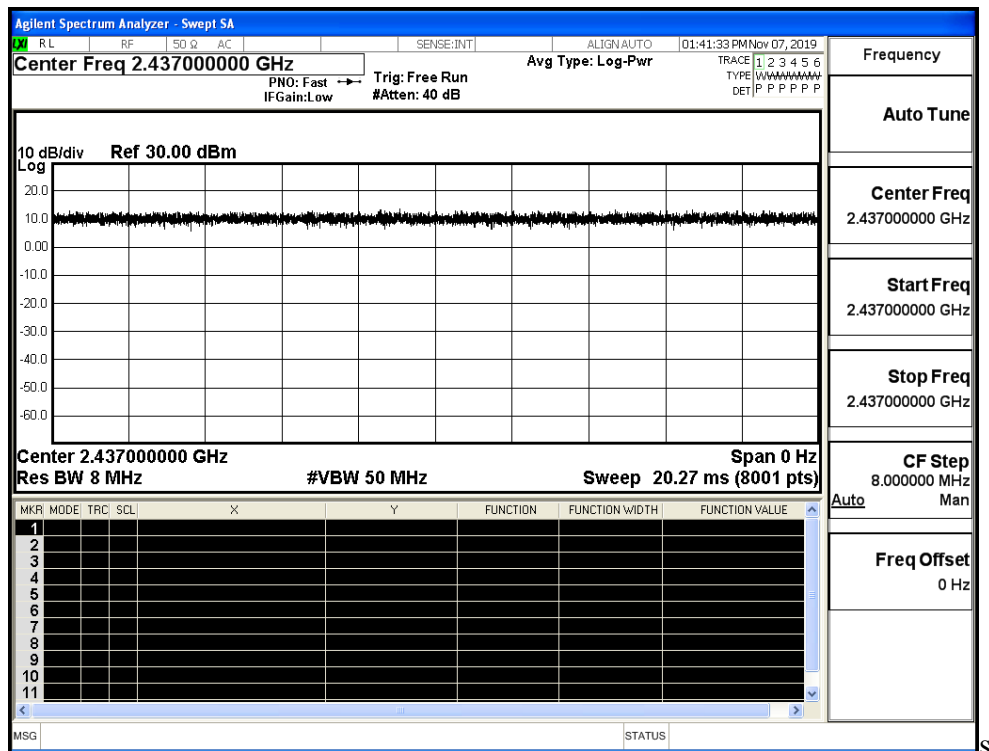 Agilent Spectrum Analyzer - Swept SA
LXI RL RF 50 Ω AC SENSE:INT ALIGN AUTO 01:41:33 PM Nov 07, 2019
Center Freq 2.437000000 GHz
PNO: Fast
IFGain:Low
Trig: Free Run
#Atten: 40 dB
Avg Type: Log-Pwr
TRACE 1 2 3 4 5 6
TYPE WWWWWW
DET P P P P P P
10 dB/div Ref 30.00 dBm
Log
20.0
10.0
0.00
-10.0
-20.0
-30.0
-40.0
-50.0
-60.0
Center 2.437000000 GHz Span 0 Hz
Res BW 8 MHz #VBW 50 MHz Sweep 20.27 ms (8001 pts)
MKR MODE TRC SCL X Y FUNCTION FUNCTION WIDTH FUNCTION VALUE
1
2
3
4
5
6
7
8
9
10
11
MSG STATUS
Frequency
Auto Tune
Center Freq
2.437000000 GHz
Start Freq
2.437000000 GHz
Stop Freq
2.437000000 GHz
CF Step
8.000000 MHz
Auto Man
Freq Offset
0 Hz
s